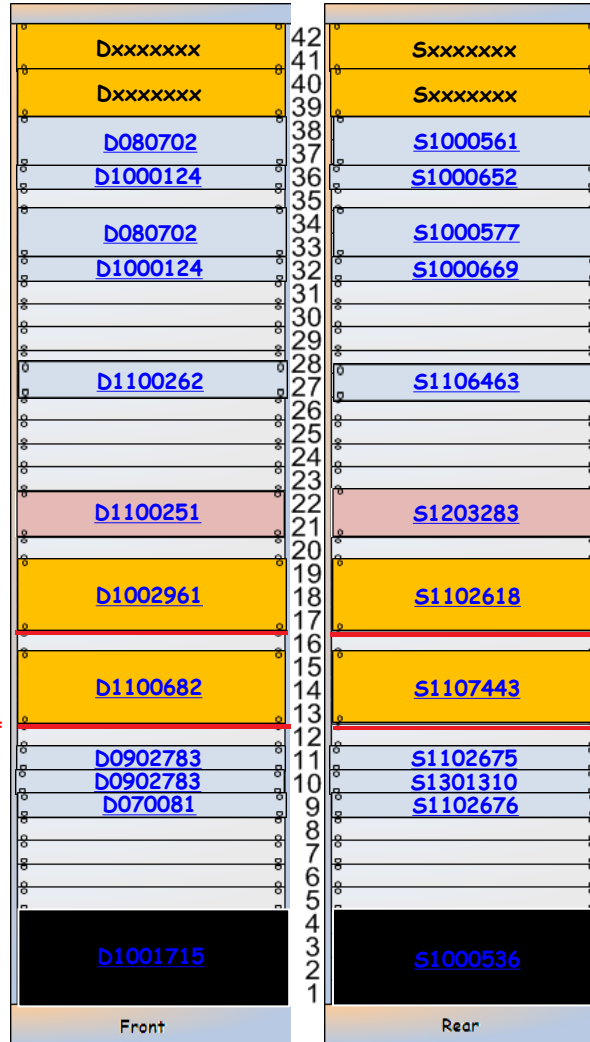 Dxxxxxxx 42 Sxxxxxxx
41
Dxxxxxxx 40 Sxxxxxxx
39
D080702 38 S1000561
37
D1000124 36 S1000652
35
D080702 34 S1000577
33
D1000124 32 S1000669
31
30
29
28
D1100262 27 S1106463
26
25
24
23
D1100251 22 S1203283
21
20
19
D1002961 18 S1102618
17
16
15
D1100682 14 S1107443
13
12
D0902783 11 S1102675
D0902783 10 S1301310
D070081 9 S1102676
8
7
6
5
4
D1001715 3 S1000536
2
1
Front Rear